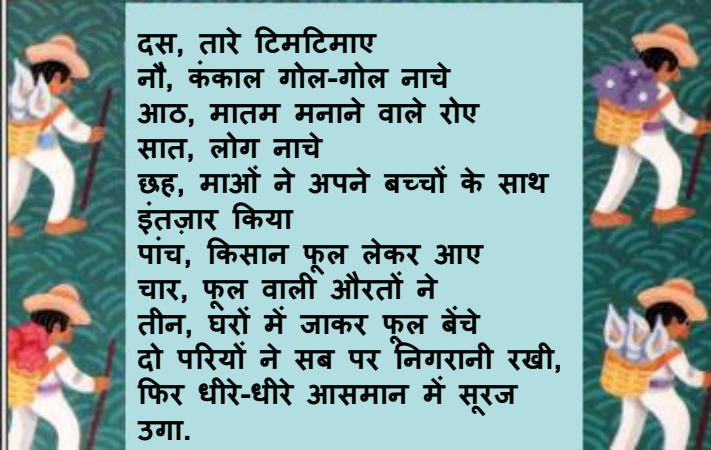 दस, तारे टिमटिमाए
नौ, कंकाल गोल-गोल नाचे
आठ, मातम मनाने वाले रोए
सात, लोग नाचे
छह, माओं ने अपने बच्चों के साथ
इंतज़ार किया
पांच, किसान फूल लेकर आए
चार, फूल वाली औरतों ने
तीन, घरों में जाकर फूल बेंचे
दो परियों ने सब पर निगरानी रखी,
फिर धीरे-धीरे आसमान में सूरज
उगा.